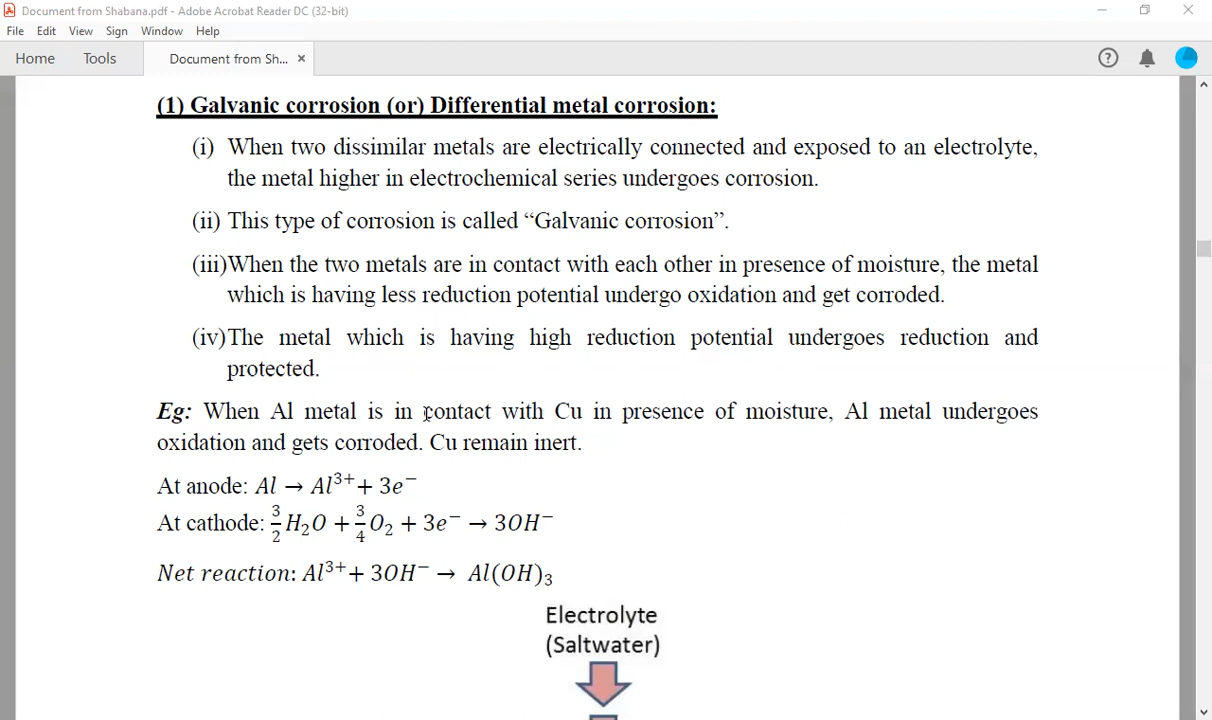 Document from Shabana.pdf - Adobe Acrobat Reader DC (32-bit)
File Edit View Sign Window Help
Home Tools Document from Sh... ×
(1) Galvanic corrosion (or) Differential metal corrosion:
(i) When two dissimilar metals are electrically connected and exposed to an electrolyte,
the metal higher in electrochemical series undergoes corrosion.
(ii) This type of corrosion is called “Galvanic corrosion”.
(iii)When the two metals are in contact with each other in presence of moisture, the metal
which is having less reduction potential undergo oxidation and get corroded.
(iv)The metal which is having high reduction potential undergoes reduction and
protected.
Eg: When Al metal is in contact with Cu in presence of moisture, Al metal undergoes
oxidation and gets corroded. Cu remain inert.
At anode: Al → Al³⁺+ 3e⁻
At cathode: 3/2 H₂O + 3/4 O₂ + 3e⁻ → 3OH⁻
Net reaction: Al³⁺+ 3OH⁻ → Al(OH)₃
Electrolyte
(Saltwater)